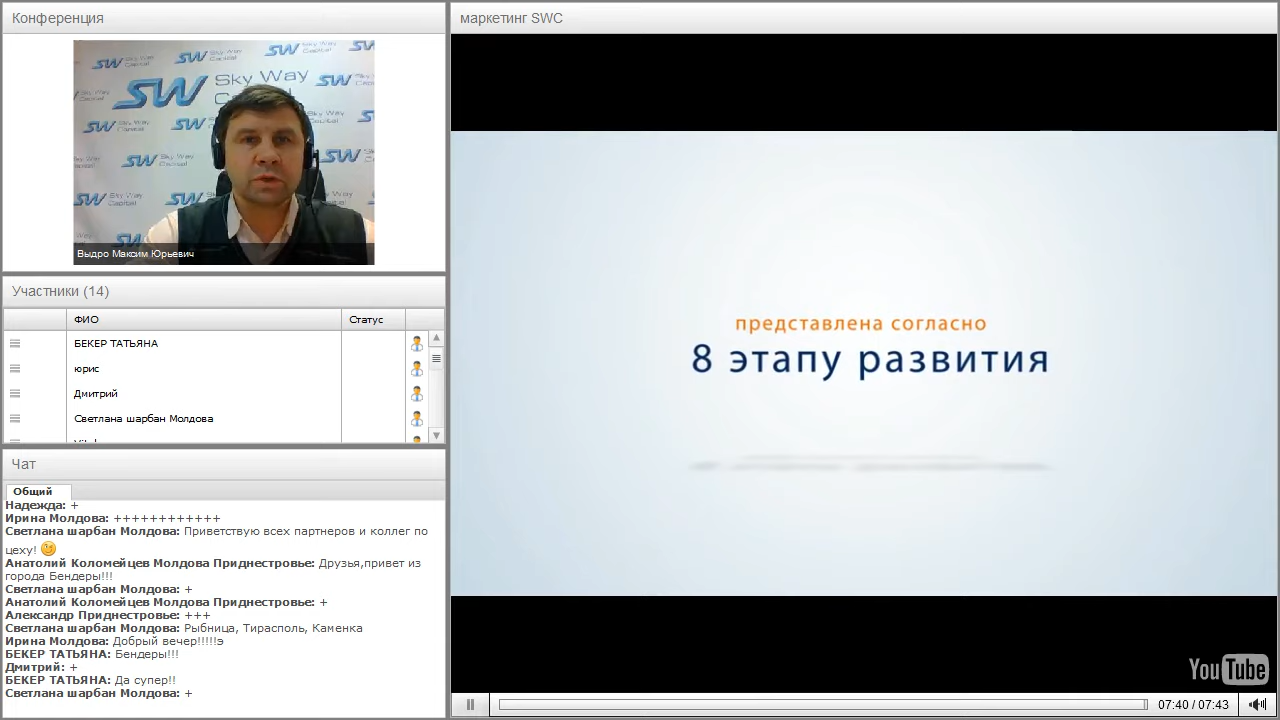 Конференция
Sky Way
Capital
SW
Выдро Максим Юрьевич
Участники (14)
ФИО
Статус
БЕКЕР ТАТЬЯНА
юрис
Дмитрий
Светлана шарбан Молдова
Чат
Общий
Надежда: +
Ирина Молдова: ++++++++++++
Светлана шарбан Молдова: Приветствую всех партнеров и коллег по
цеху!
Анатолий Коломейцев Молдова Приднестровье: Друзья,привет из
города Бендеры!!!
Светлана шарбан Молдова: +
Анатолий Коломейцев Молдова Приднестровье: +
Александр Приднестровье: +++
Светлана шарбан Молдова: Рыбница, Тирасполь, Каменка
Ирина Молдова: Добрый вечер!!!!!э
БЕКЕР ТАТЬЯНА: Бендеры!!!
Дмитрий: +
БЕКЕР ТАТЬЯНА: Да супер!!
Светлана шарбан Молдова: +
маркетинг SWC
представлена согласно
8 этапу развития
YouTube
07:40 / 07:43